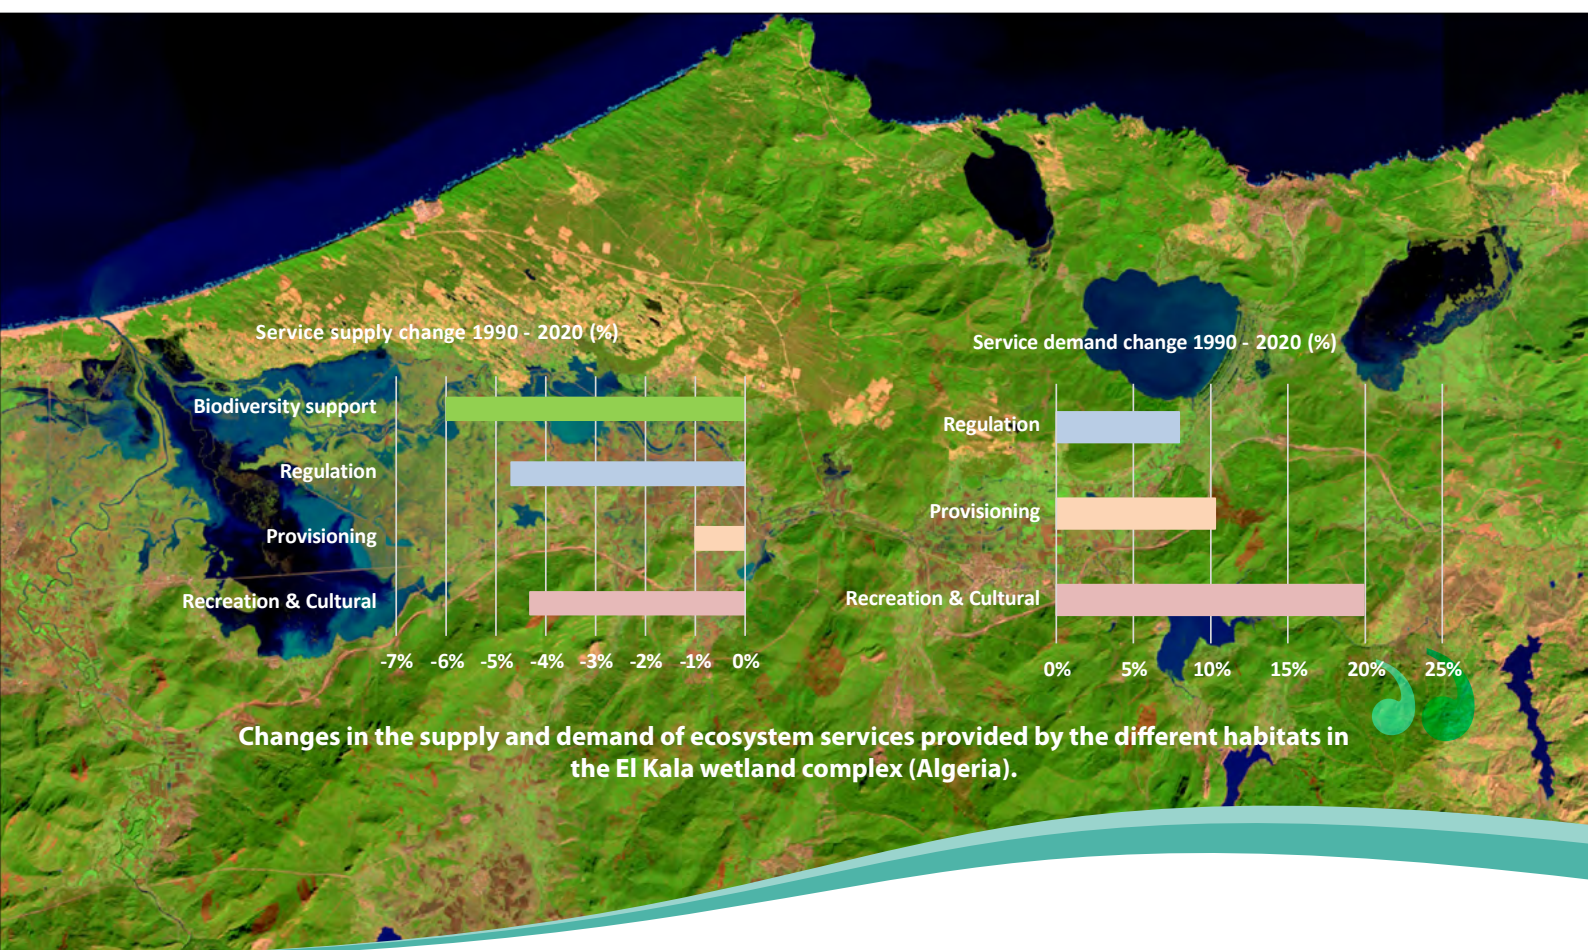 Service supply change 1990 - 2020 (%)
Biodiversity support
Regulation
Provisioning
Recreation & Cultural
-7% -6% -5% -4% -3% -2% -1% 0%
Service demand change 1990 - 2020 (%)
Regulation
Provisioning
Recreation & Cultural
0% 5% 10% 15% 20% 25%
Changes in the supply and demand of ecosystem services provided by the different habitats in
the El Kala wetland complex (Algeria).